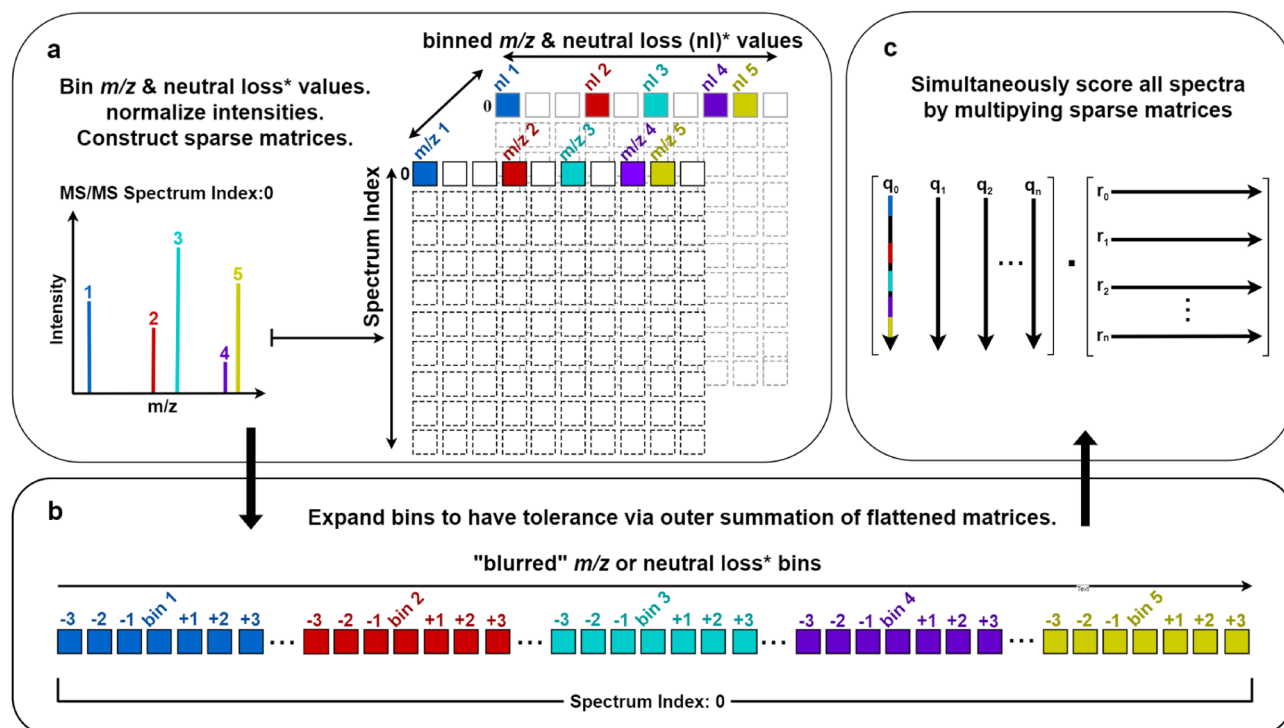 a
Bin m/z & neutral loss* values.
normalize intensities.
Construct sparse matrices.
MS/MS Spectrum Index:0
Intensity
1
2
3
4
5
m/z
binned m/z & neutral loss (nl)* values
nl 1
nl 2
nl 3
nl 4
nl 5
0
m/z 1
m/z 2
m/z 3
m/z 4
m/z 5
0
Spectrum Index
c
Simultaneously score all spectra
by multipying sparse matrices
q0 q1 q2 qn
...
r0
r1
r2
rn
b
Expand bins to have tolerance via outer summation of flattened matrices.
"blurred" m/z or neutral loss* bins
Text
-3 -2 -1 bin 1 +1 +2 +3 ... -3 -2 -1 bin 2 +1 +2 +3 ... -3 -2 -1 bin 3 +1 +2 +3 ... -3 -2 -1 bin 4 +1 +2 +3 ... -3 -2 -1 bin 5 +1 +2 +3
Spectrum Index: 0